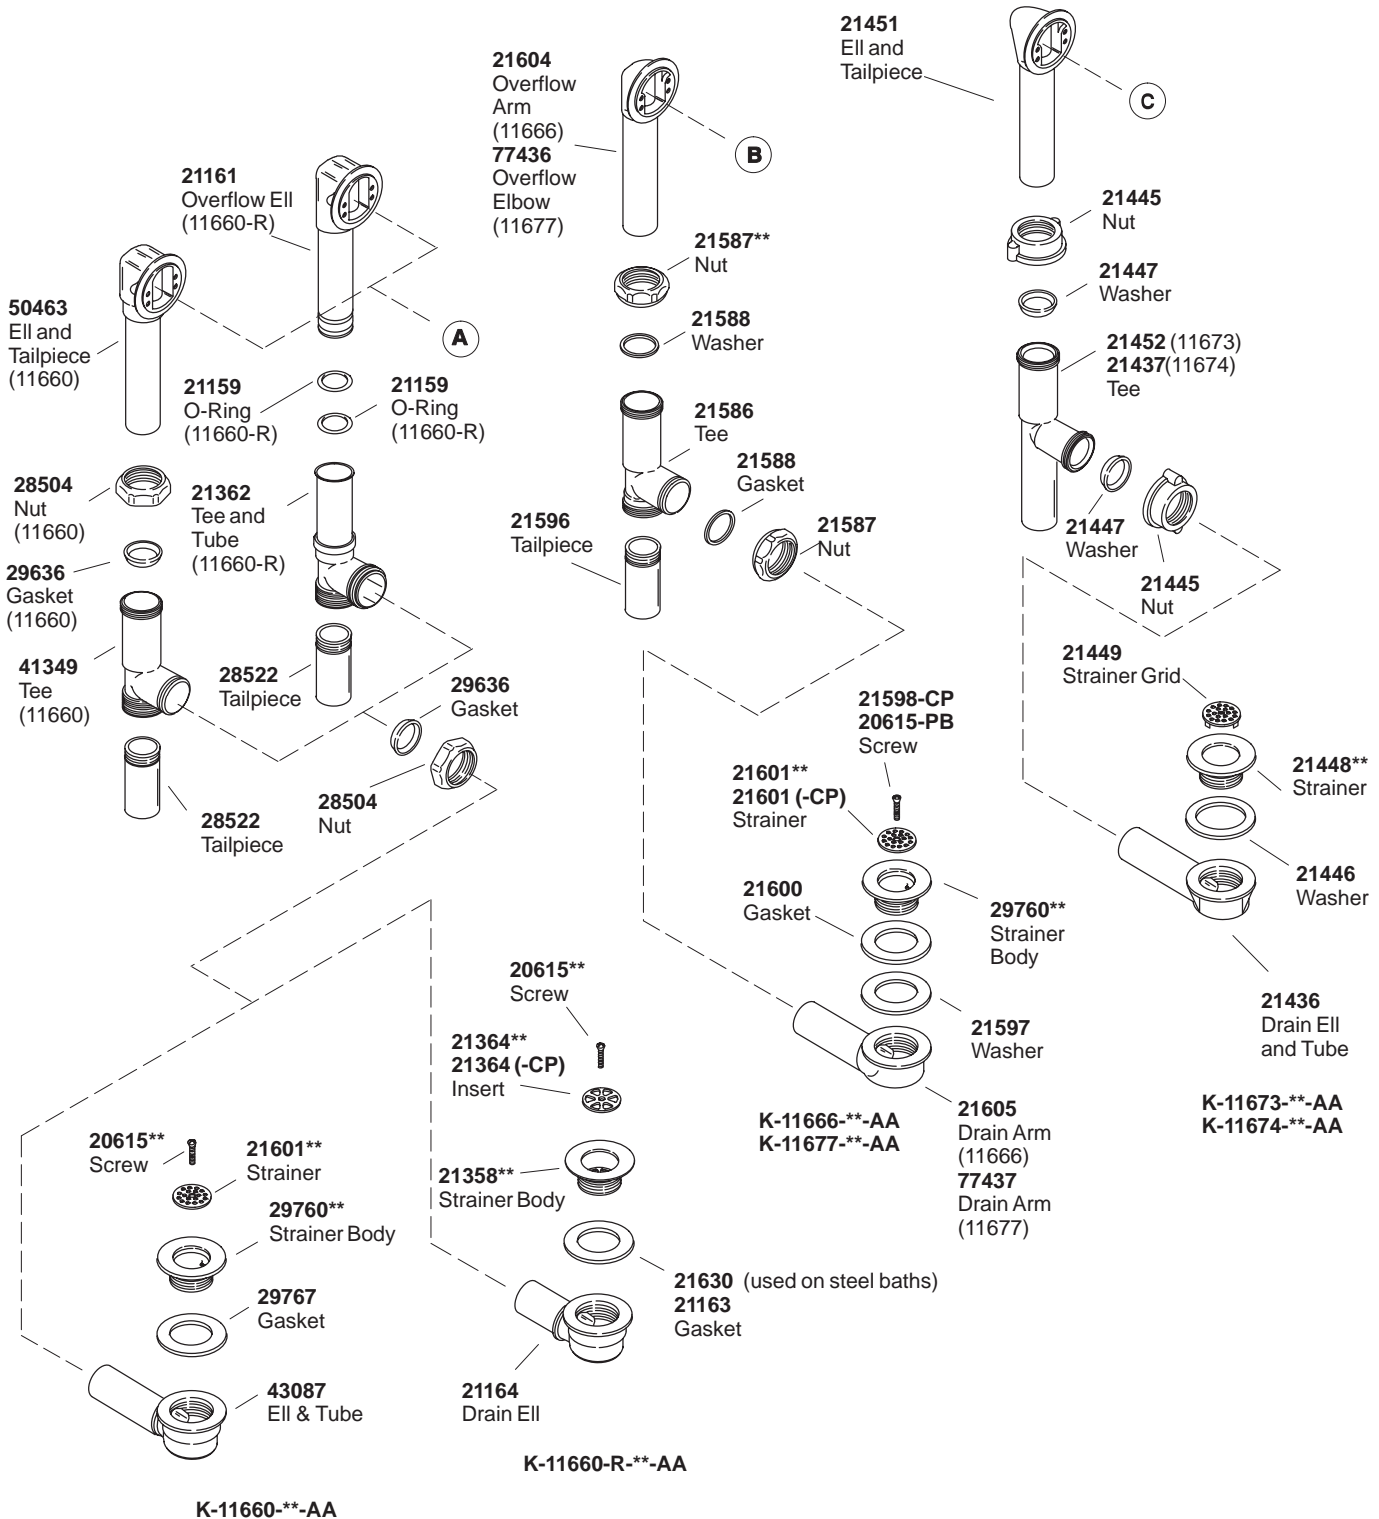 21451
Ell and
Tailpiece
C
21604
Overflow
Arm
(11666)
77436
Overflow
Elbow
(11677)
B
21161
Overflow Ell
(11660-R)
21445
Nut
21587**
Nut
21447
Washer
50463
Ell and
Tailpiece
(11660)
A
21588
Washer
21452 (11673)
21437(11674)
Tee
21159
O-Ring
(11660-R)
21159
O-Ring
(11660-R)
21586
Tee
21588
Gasket
28504
Nut
(11660)
21362
Tee and
Tube
(11660-R)
21596
Tailpiece
21587
Nut
21447
Washer
21445
Nut
29636
Gasket
(11660)
41349
Tee
(11660)
28522
Tailpiece
29636
Gasket
21449
Strainer Grid
21598-CP
20615-PB
Screw
21601**
21601 (-CP)
Strainer
21448**
Strainer
28522
Tailpiece
28504
Nut
21600
Gasket
29760**
Strainer
Body
21446
Washer
20615**
Screw
21364**
21364 (-CP)
Insert
21597
Washer
21436
Drain Ell
and Tube
K-11666-**-AA
K-11677-**-AA
21605
Drain Arm
(11666)
77437
Drain Arm
(11677)
K-11673-**-AA
K-11674-**-AA
20615**
Screw
21601**
Strainer
21358**
Strainer Body
29760**
Strainer Body
21630 (used on steel baths)
21163
Gasket
29767
Gasket
43087
Ell & Tube
21164
Drain Ell
K-11660-R-**-AA
K-11660-**-AA